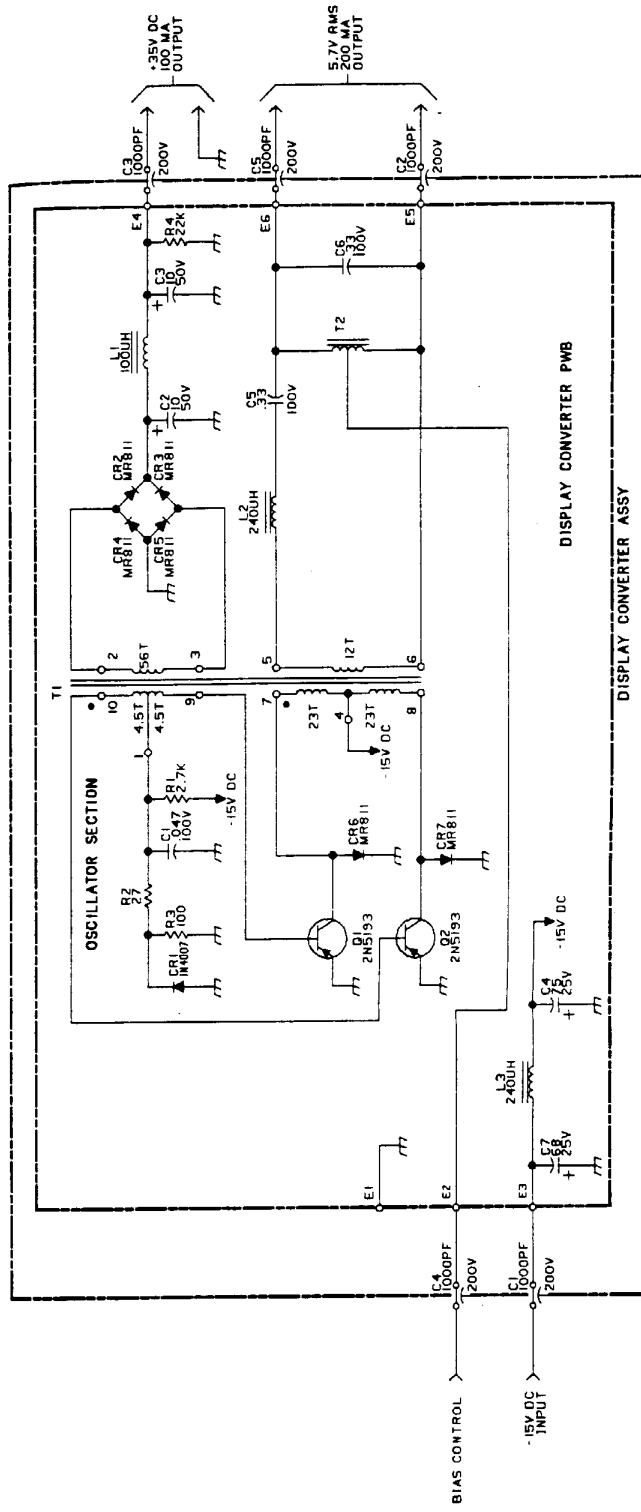 +35V DC
100 MA
OUTPUT
5.7V RMS
200 MA
OUTPUT
C3
1000PF
200V
C5
1000PF
200V
C2
1000PF
200V
E4
E6
E5
R4
22K
C3
10
50V
+
L1
100UH
C2
10
50V
+
CR2
MR811
CR3
MR811
CR4
MR811
CR5
MR811
C6
.33
100V
T2
C5
.33
100V
L2
240UH
T1
2
56T
3
10
4.5T
4.5T
9
1
5
12T
6
7
23T
4
23T
8
-15V DC
OSCILLATOR SECTION
R1
2.7K
-15V DC
C1
.047
100V
R2
27
R3
100
CR1
1N4007
Q1
2N5193
CR6
MR811
Q2
2N5193
CR7
MR811
-15V DC
C4
75
25V
+
L3
240UH
C7
68
25V
+
E1
E2
E3
C4
1000PF
200V
C1
1000PF
200V
BIAS CONTROL
-15V DC
INPUT
DISPLAY CONVERTER PWB
DISPLAY CONVERTER ASSY